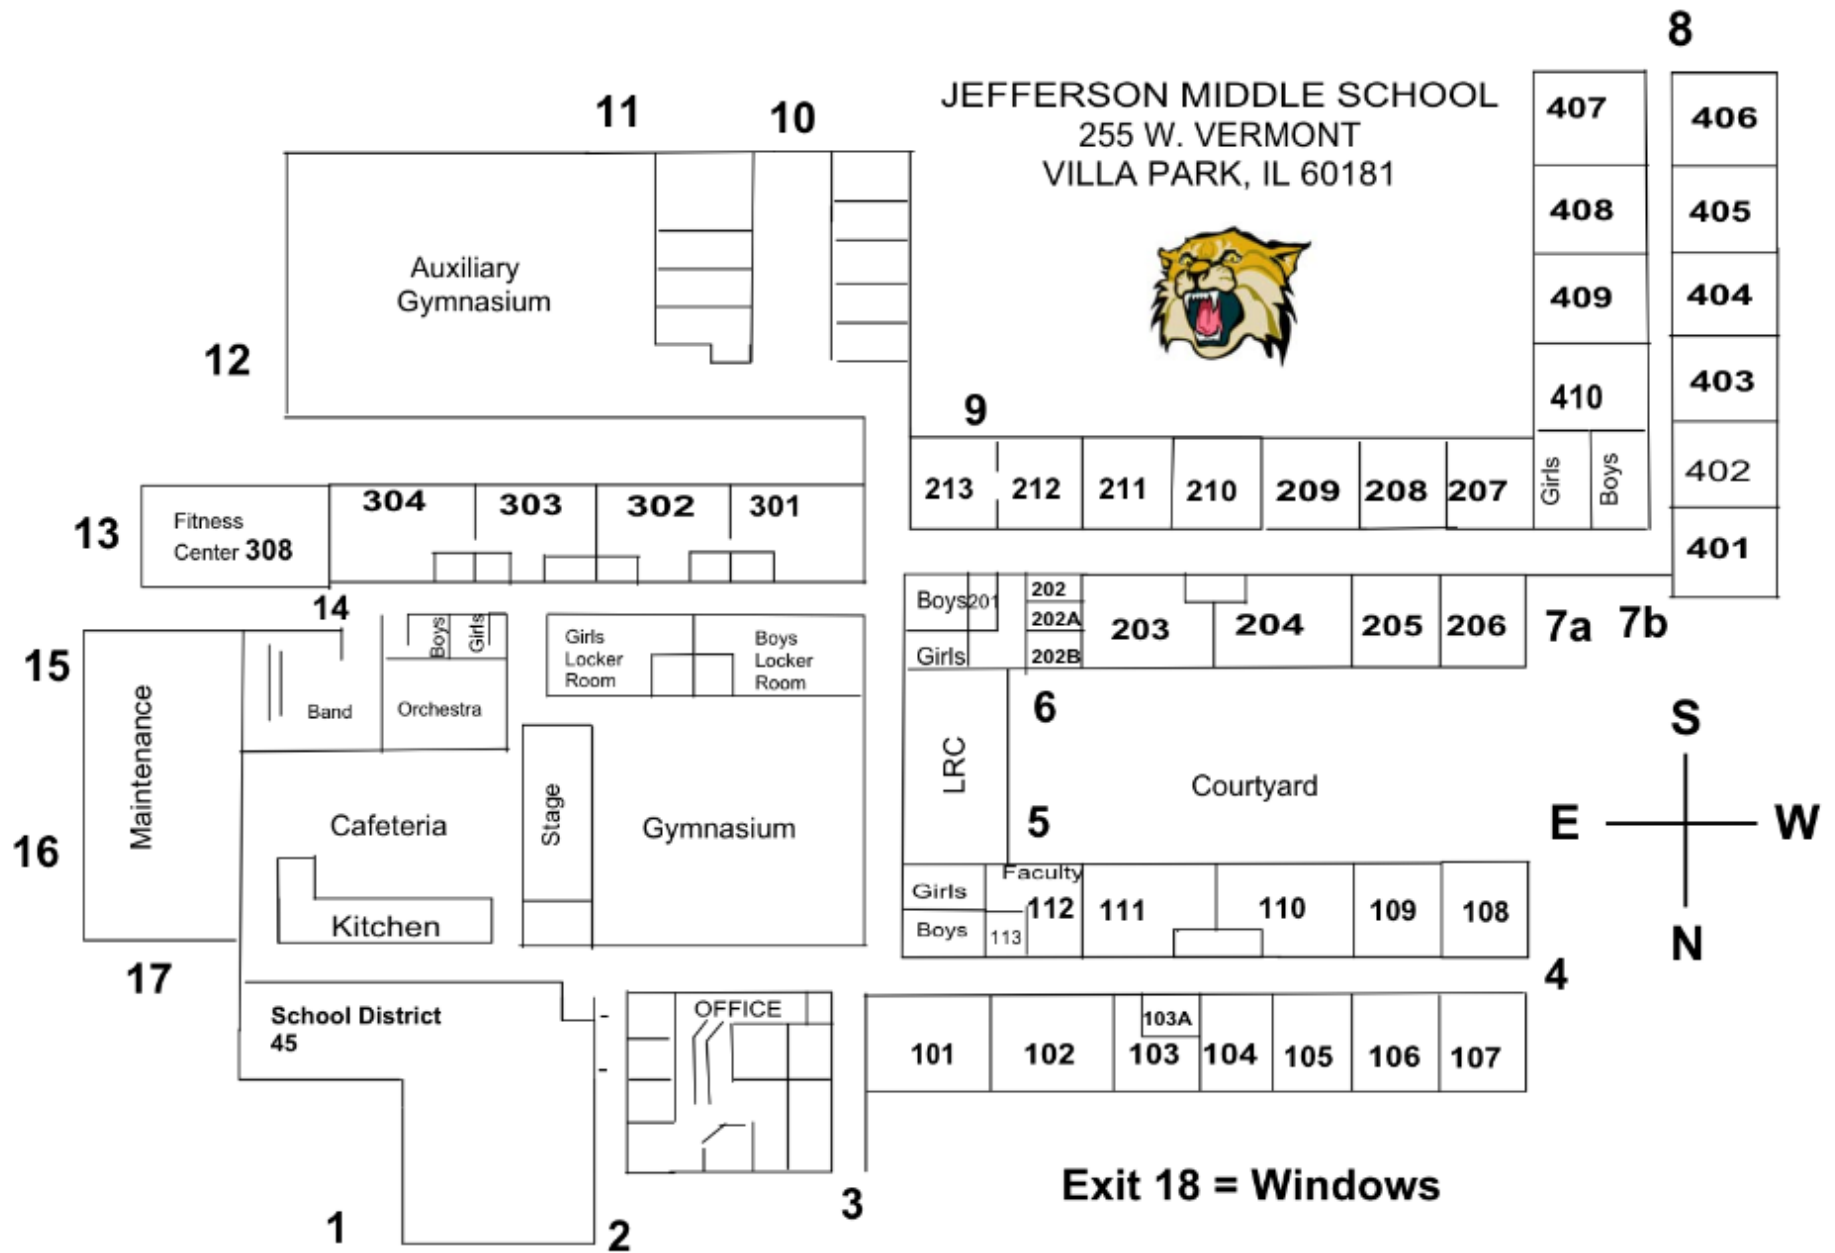 8
JEFFERSON MIDDLE SCHOOL
255 W. VERMONT
VILLA PARK, IL 60181
11
10
407
406
408
405
409
404
410
403
Auxiliary
Gymnasium
12
9
213
212
211
210
209
208
207
Girls
Boys
402
401
13
Fitness
Center 308
304
303
302
301
14
Boys
Girls
Girls
Locker
Room
Boys
Locker
Room
Boys
201
Girls
202
202A
202B
203
204
205
206
7a
7b
15
Maintenance
Band
Orchestra
6
LRC
Courtyard
S
E
W
N
16
Cafeteria
Stage
Gymnasium
5
Kitchen
Girls
Boys
Faculty
113
112
111
110
109
108
4
17
School District
45
OFFICE
101
102
103A
103
104
105
106
107
1
2
3
Exit 18 = Windows